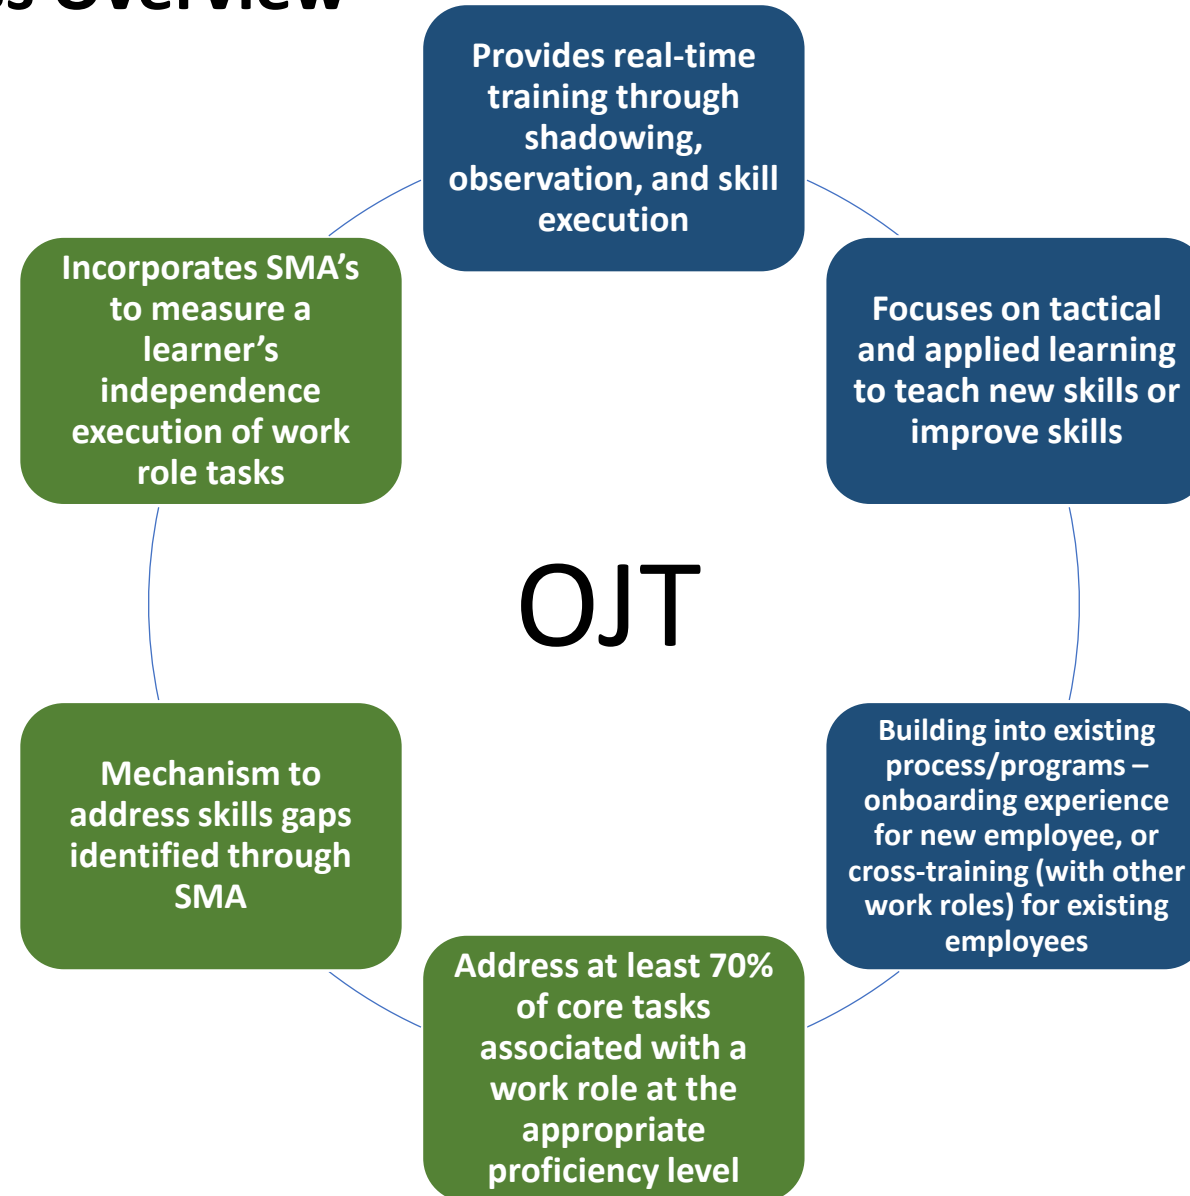 Overview
Provides real-time
training through
shadowing,
observation, and skill
execution
Focuses on tactical
and applied learning
to teach new skills or
improve skills
Building into existing
process/programs –
onboarding experience
for new employee, or
cross-training (with other
work roles) for existing
employees
Address at least 70%
of core tasks
associated with a
work role at the
appropriate
proficiency level
Mechanism to
address skills gaps
identified through
SMA
Incorporates SMA’s
to measure a
learner’s
independence
execution of work
role tasks
OJT